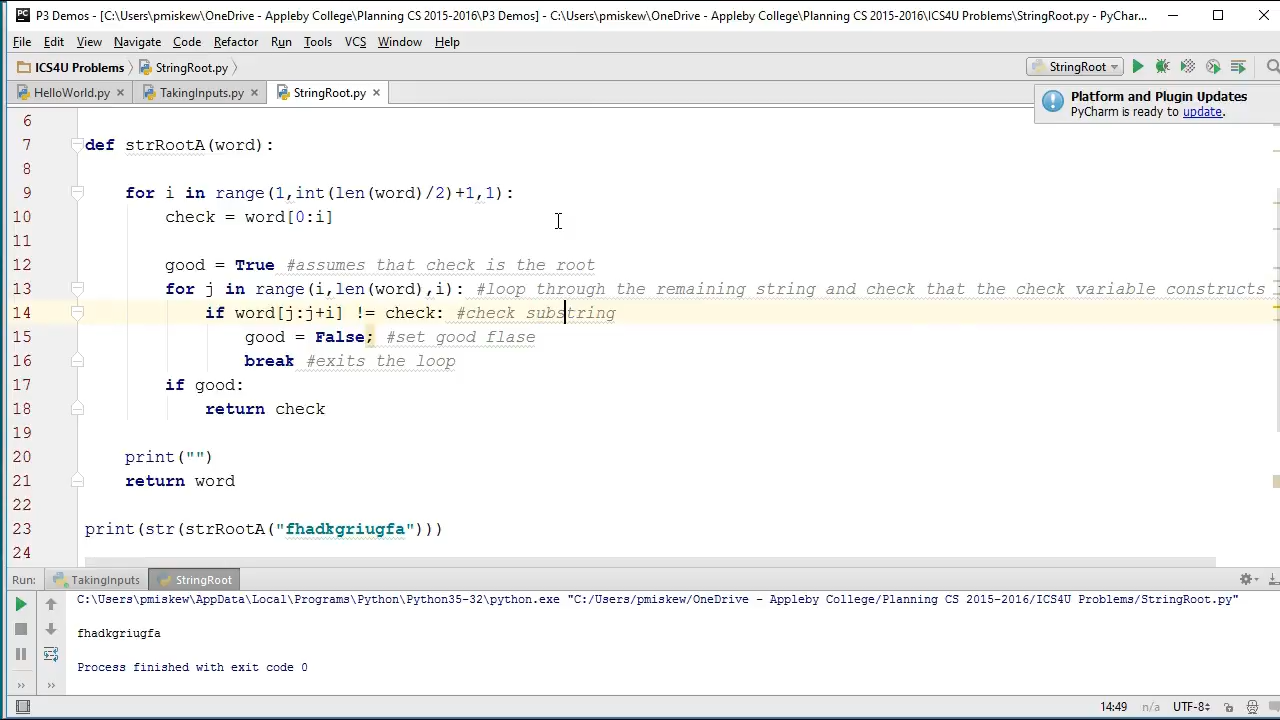 P3 Demos - [C:\Users\pmiskew\OneDrive - Appleby College\Planning CS 2015-2016\P3 Demos] - C:\Users\pmiskew\OneDrive - Appleby College\Planning CS 2015-2016\ICS4U Problems\StringRoot.py - PyChar...
File Edit View Navigate Code Refactor Run Tools VCS Window Help
ICS4U Problems StringRoot.py StringRoot
HelloWorld.py TakingInputs.py StringRoot.py
Platform and Plugin Updates
PyCharm is ready to update.
6
7 def strRootA(word):
8
9 for i in range(1,int(len(word)/2)+1,1):
10 check = word[0:i]
11
12 good = True #assumes that check is the root
13 for j in range(i,len(word),i): #loop through the remaining string and check that the check variable constructs
14 if word[j:j+i] != check: #check substring
15 good = False; #set good flase
16 break #exits the loop
17 if good:
18 return check
19
20 print("")
21 return word
22
23 print(str(strRootA("fhadkgriugfa")))
24
Run: TakingInputs StringRoot
C:\Users\pmiskew\AppData\Local\Programs\Python\Python35-32\python.exe "C:/Users/pmiskew/OneDrive - Appleby College/Planning CS 2015-2016/ICS4U Problems/StringRoot.py"
fhadkgriugfa
Process finished with exit code 0
14:49 n/a UTF-8